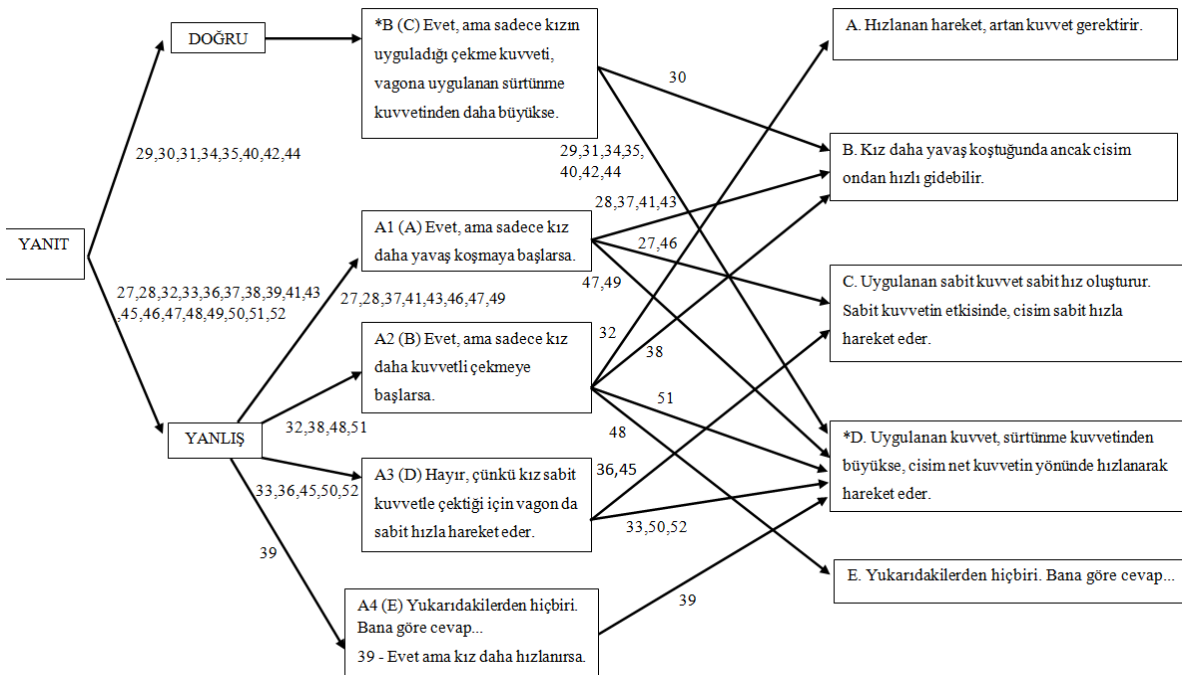 YANIT
DOĞRU
29,30,31,34,35,40,42,44
27,28,32,33,36,37,38,39,41,43
,45,46,47,48,49,50,51,52
YANLIŞ
27,28,37,41,43,46,47,49
32,38,48,51
33,36,45,50,52
39
*B (C) Evet, ama sadece kızın
uyguladığı çekme kuvveti,
vagona uygulanan sürtünme
kuvvetinden daha büyükse.
A1 (A) Evet, ama sadece kız
daha yavaş koşmaya başlarsa.
A2 (B) Evet, ama sadece kız
daha kuvvetli çekmeye
başlarsa.
A3 (D) Hayır, çünkü kız sabit
kuvvetle çektiği için vagon da
sabit hızla hareket eder.
A4 (E) Yukarıdakilerden hiçbiri.
Bana göre cevap...
39 - Evet ama kız daha hızlanırsa.
30
29,31,34,35,
40,42,44
28,37,41,43
27,46
47,49
32
38
51
48
36,45
33,50,52
39
A. Hızlanan hareket, artan kuvvet gerektirir.
B. Kız daha yavaş koştuğunda ancak cisim
ondan hızlı gidebilir.
C. Uygulanan sabit kuvvet sabit hız oluşturur.
Sabit kuvvetin etkisinde, cisim sabit hızla
hareket eder.
*D. Uygulanan kuvvet, sürtünme kuvvetinden
büyükse, cisim net kuvvetin yönünde hızlanarak
hareket eder.
E. Yukarıdakilerden hiçbiri. Bana göre cevap...